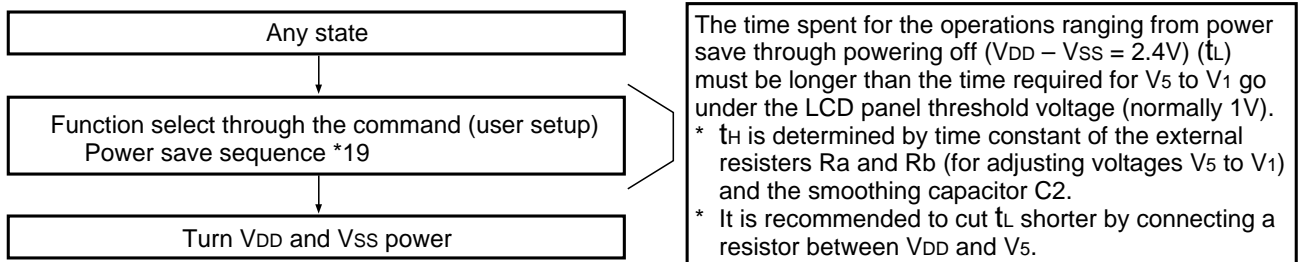 Any state
Function select through the command (user setup)
Power save sequence *19
Turn VDD and VSS power
The time spent for the operations ranging from power
save through powering off (VDD – VSS = 2.4V) (tL)
must be longer than the time required for V5 to V1 go
under the LCD panel threshold voltage (normally 1V).
* tH is determined by time constant of the external
resisters Ra and Rb (for adjusting voltages V5 to V1)
and the smoothing capacitor C2.
* It is recommended to cut tL shorter by connecting a
resistor between VDD and V5.